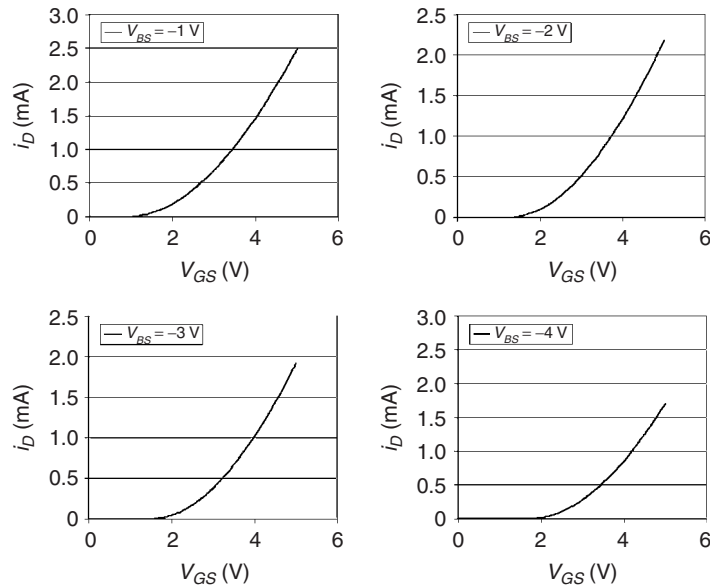 V_BS = −1 V
3.0
2.5
2.0
1.5
1.0
0.5
0
i_D (mA)
0 2 4 6
V_GS (V)
V_BS = −2 V
2.5
2.0
1.5
1.0
0.5
0
i_D (mA)
0 2 4 6
V_GS (V)
V_BS = −3 V
2.5
2.0
1.5
1.0
0.5
0
i_D (mA)
0 2 4 6
V_GS (V)
V_BS = −4 V
3.0
2.5
2.0
1.5
1.0
0.5
0
i_D (mA)
0 2 4 6
V_GS (V)